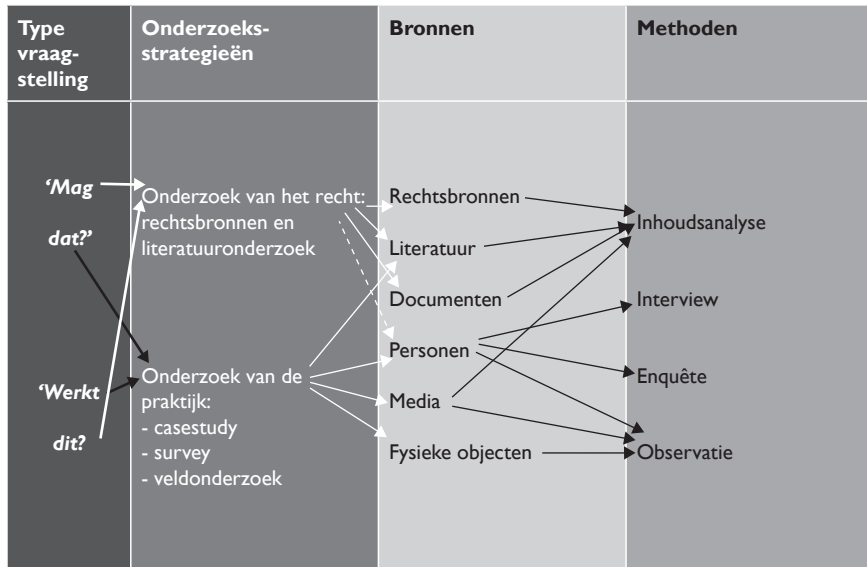 Type
vraag-
stelling
Onderzoeks-
strategieën
Bronnen
Methoden
‘Mag
dat?’
‘Werkt
dit?
Onderzoek van het recht:
rechtsbronnen en
literatuuronderzoek
Onderzoek van de
praktijk:
- casestudy
- survey
- veldonderzoek
Rechtsbronnen
Literatuur
Documenten
Personen
Media
Fysieke objecten
Inhoudsanalyse
Interview
Enquête
Observatie